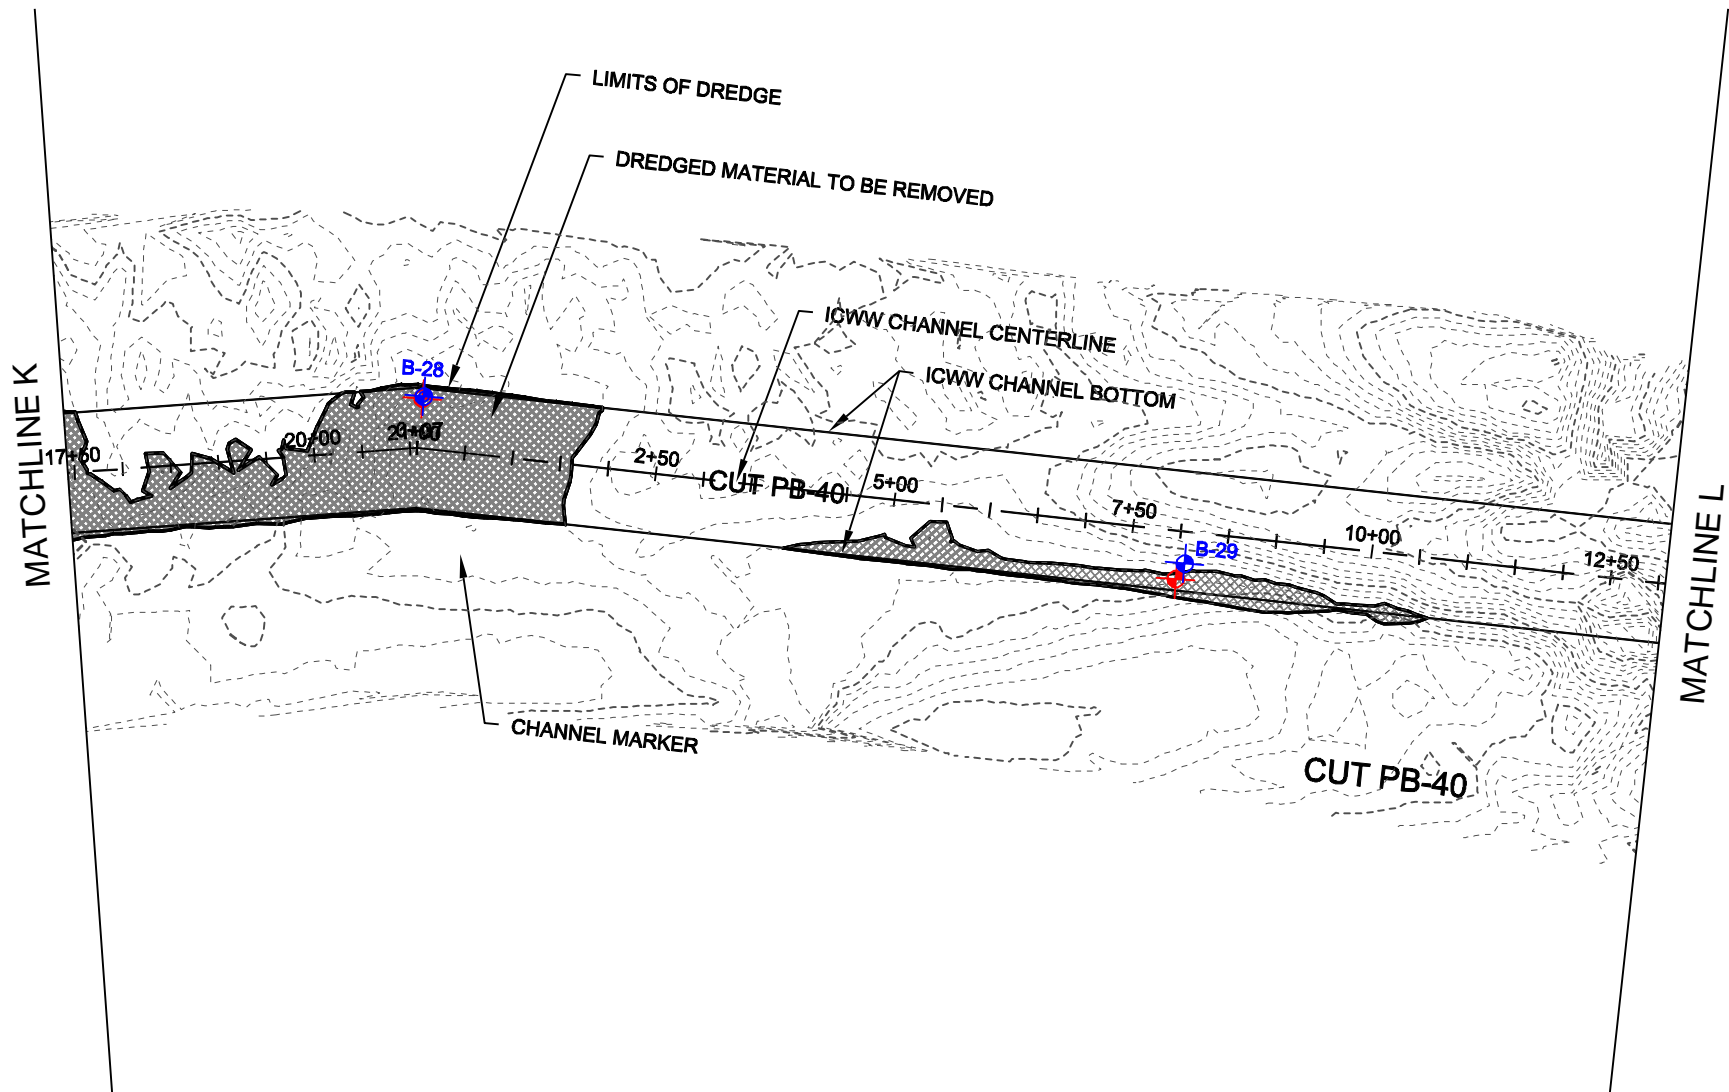 LIMITS OF DREDGE
DREDGED MATERIAL TO BE REMOVED
ICWW CHANNEL CENTERLINE
ICWW CHANNEL BOTTOM
B-28
MATCHLINE K
17+50
20+00
0+07
2+50
CUT PB-40
5+00
7+50
10+00
12+50
B-29
MATCHLINE L
CHANNEL MARKER
CUT PB-40